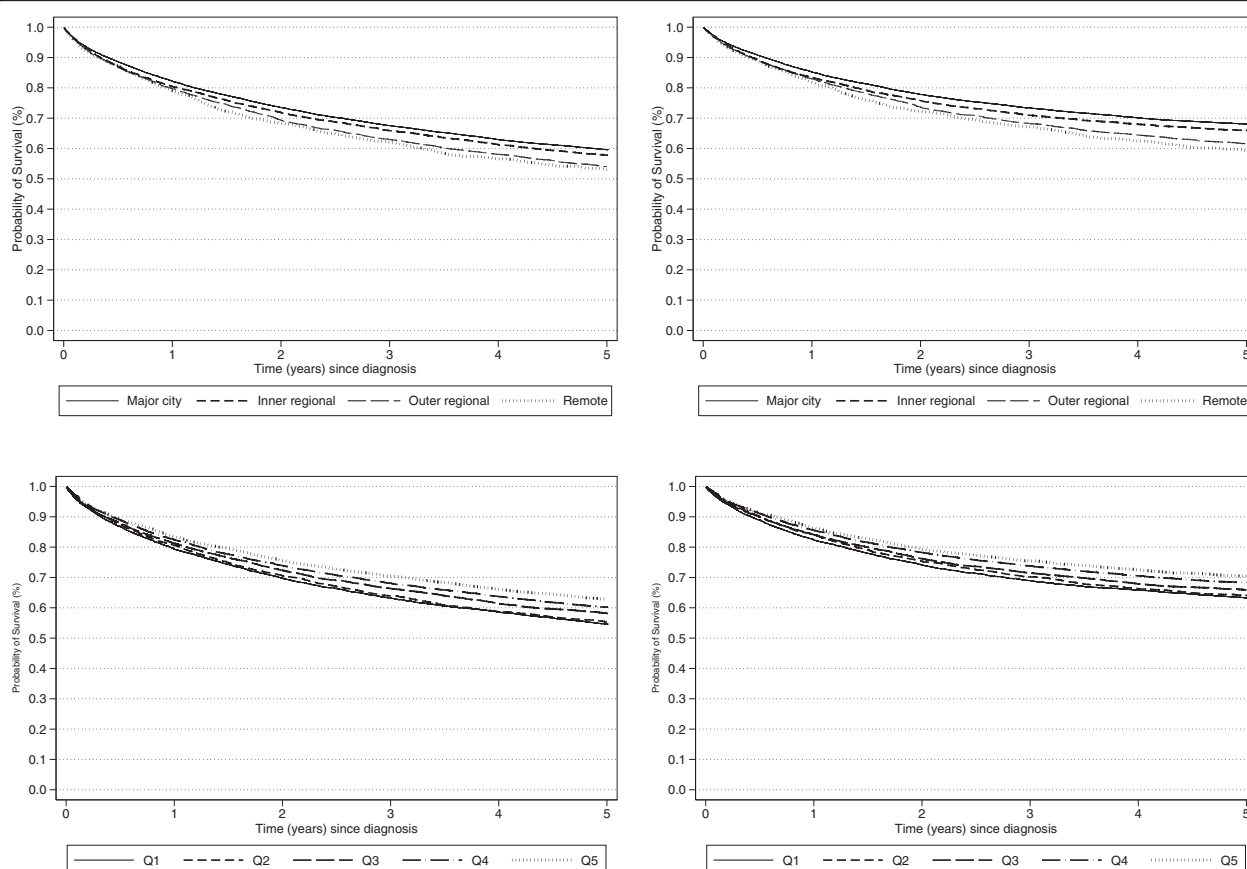 1.0
0.9
0.8
0.7
0.6
0.5
0.4
0.3
0.2
0.1
0.0
Probability of Survival (%)
0 1 2 3 4 5
Time (years) since diagnosis
Major city Inner regional Outer regional Remote
1.0
0.9
0.8
0.7
0.6
0.5
0.4
0.3
0.2
0.1
0.0
Probability of Survival (%)
0 1 2 3 4 5
Time (years) since diagnosis
Major city Inner regional Outer regional Remote
1.0
0.9
0.8
0.7
0.6
0.5
0.4
0.3
0.2
0.1
0.0
Probability of Survival (%)
0 1 2 3 4 5
Time (years) since diagnosis
Q1 Q2 Q3 Q4 Q5
1.0
0.9
0.8
0.7
0.6
0.5
0.4
0.3
0.2
0.1
0.0
Probability of Survival (%)
0 1 2 3 4 5
Time (years) since diagnosis
Q1 Q2 Q3 Q4 Q5